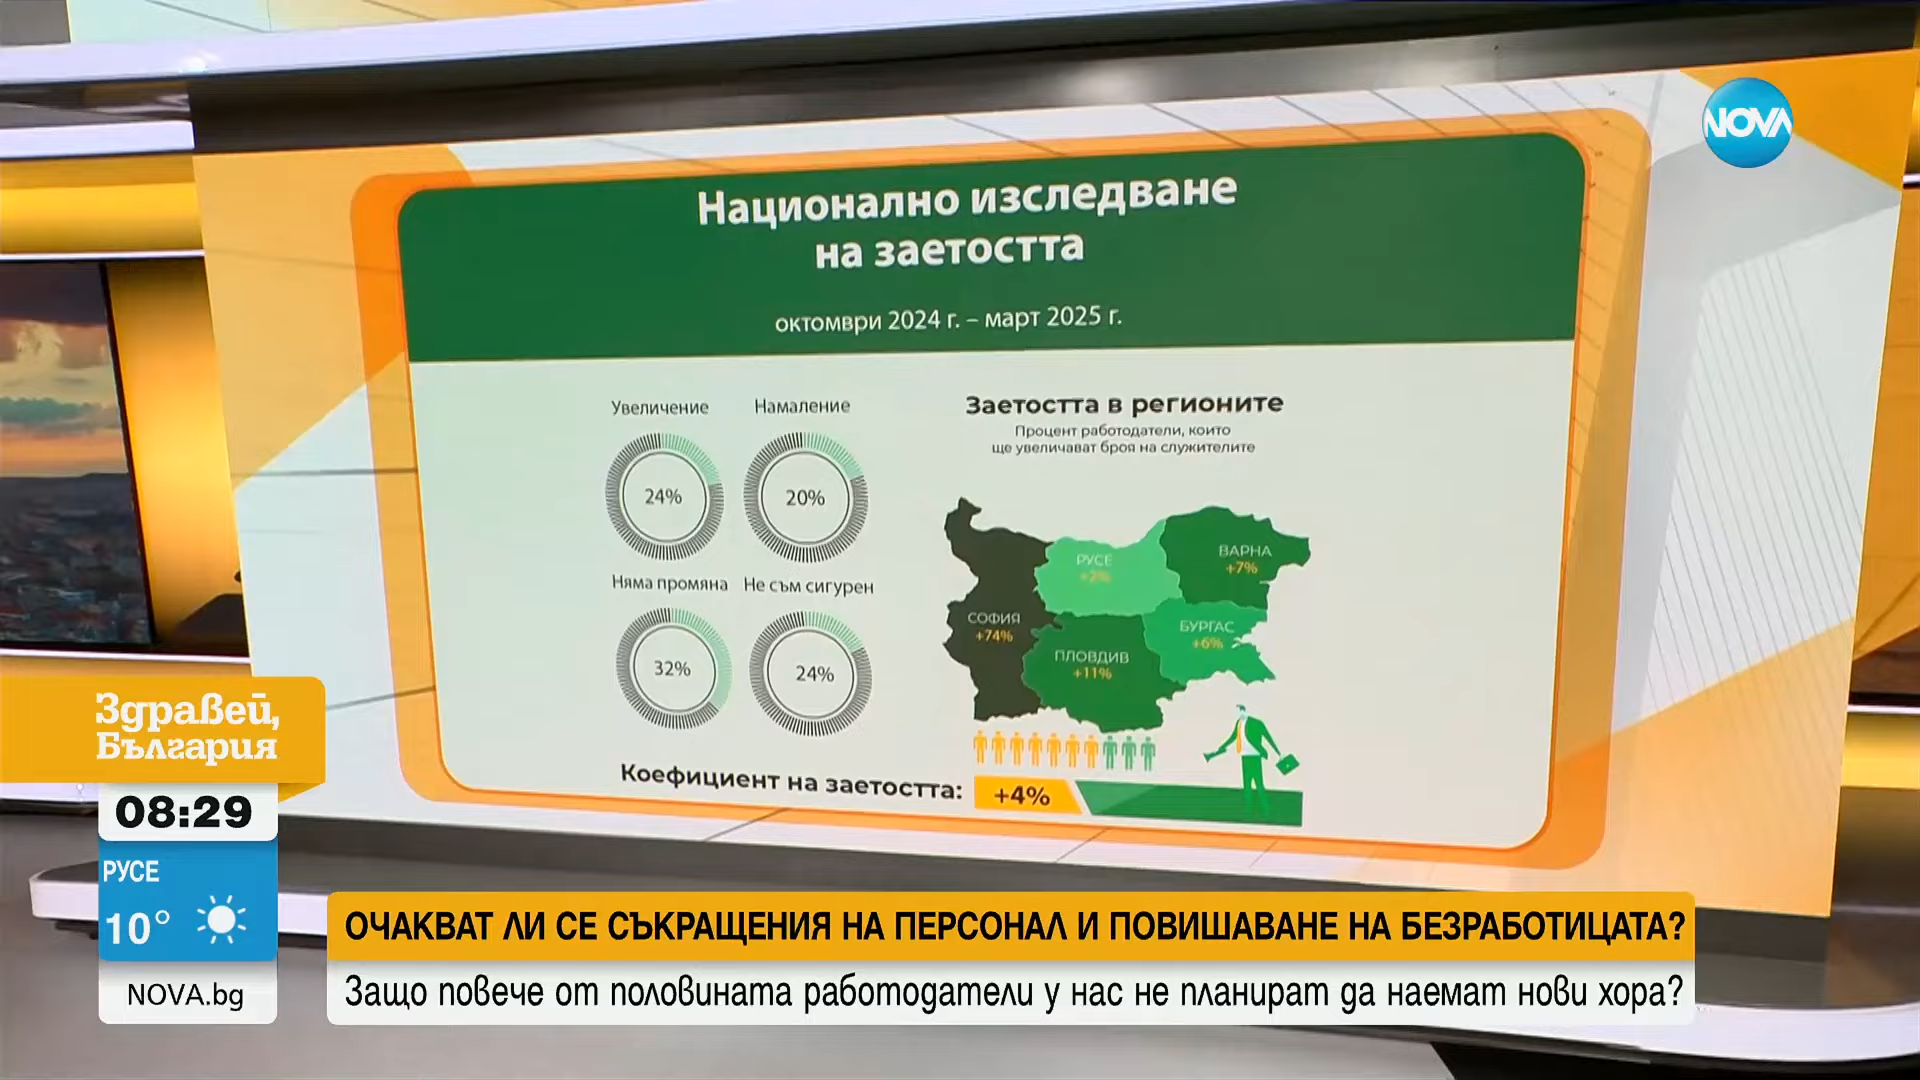 NOVA
Национално изследване
на заетостта
октомври 2024 г. – март 2025 г.
Увеличение
24%
Намаление
20%
Няма промяна
32%
Не съм сигурен
24%
Заетостта в регионите
Процент работодатели, които
ще увеличават броя на служителите
РУСЕ
+2%
ВАРНА
+7%
СОФИЯ
+74%
БУРГАС
+6%
ПЛОВДИВ
+11%
Коефициент на заетостта:
+4%
Здравей,
България
08:29
РУСЕ
10°
NOVA.bg
ОЧАКВАТ ЛИ СЕ СЪКРАЩЕНИЯ НА ПЕРСОНАЛ И ПОВИШАВАНЕ НА БЕЗРАБОТИЦАТА?
Защо повече от половината работодатели у нас не планират да наемат нови хора?